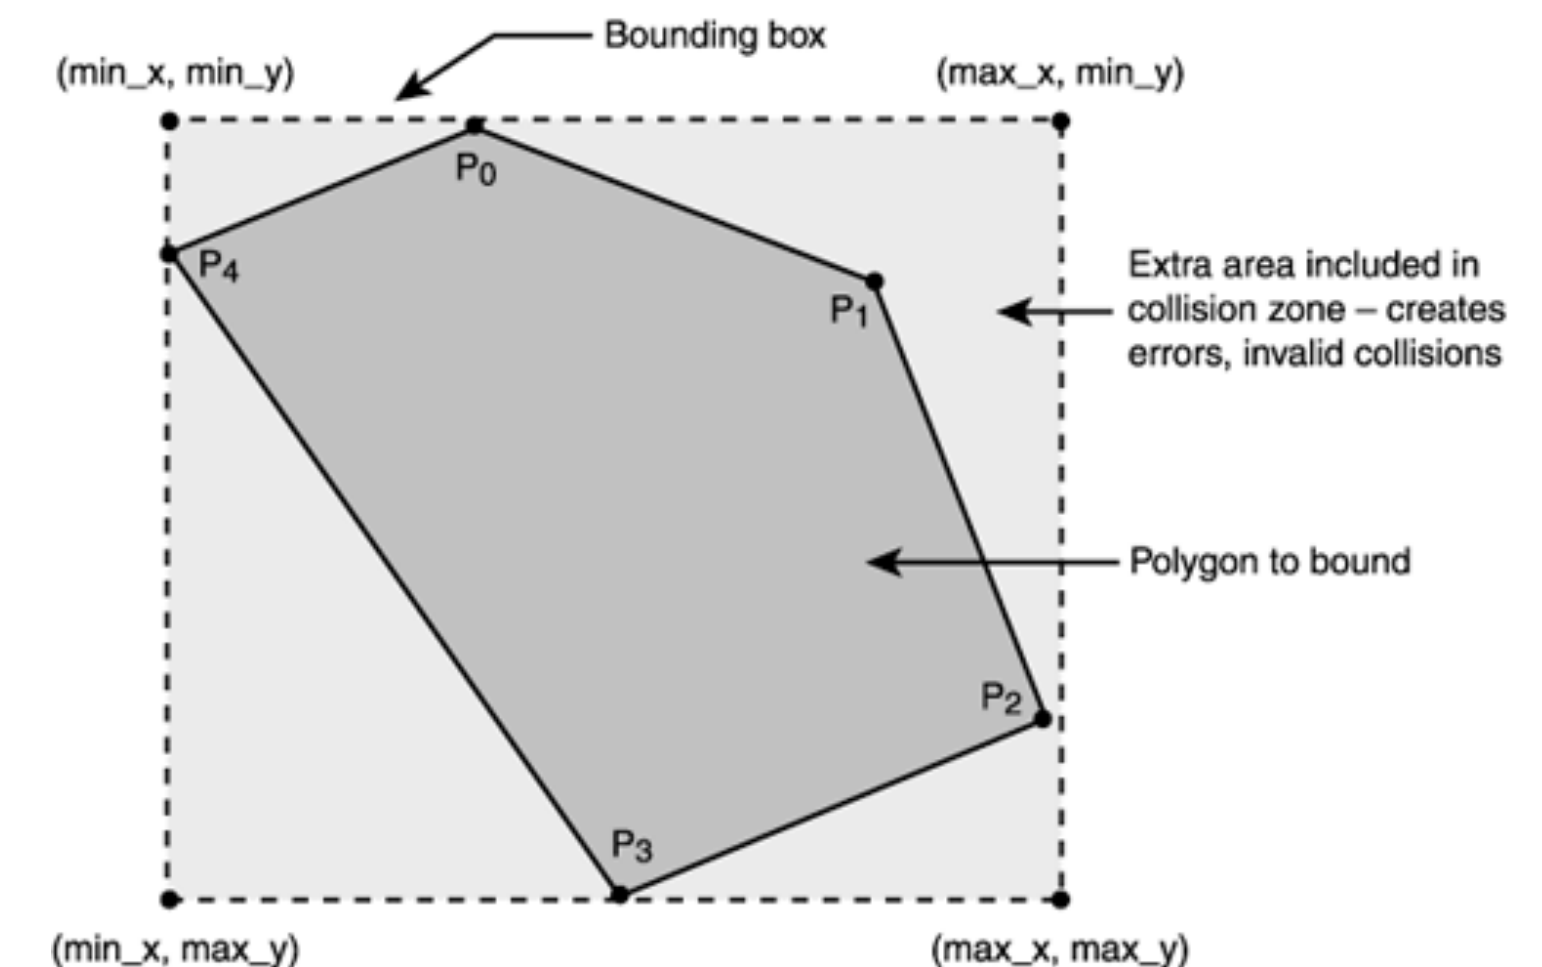 Bounding box
(min_x, min_y)
(max_x, min_y)
P0
P4
P1
Extra area included in
collision zone – creates
errors, invalid collisions
Polygon to bound
P2
P3
(min_x, max_y)
(max_x, max_y)